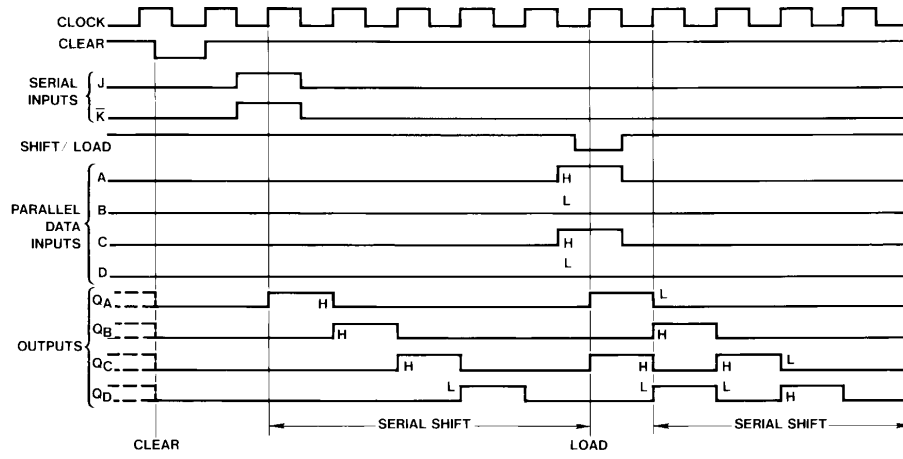 CLOCK
CLEAR
SERIAL INPUTS
J
K
SHIFT/ LOAD
PARALLEL DATA INPUTS
A H
B L
C H
D L
OUTPUTS
QA H L
QB H H
QC H H H L
QD L L L H
SERIAL SHIFT SERIAL SHIFT
CLEAR LOAD